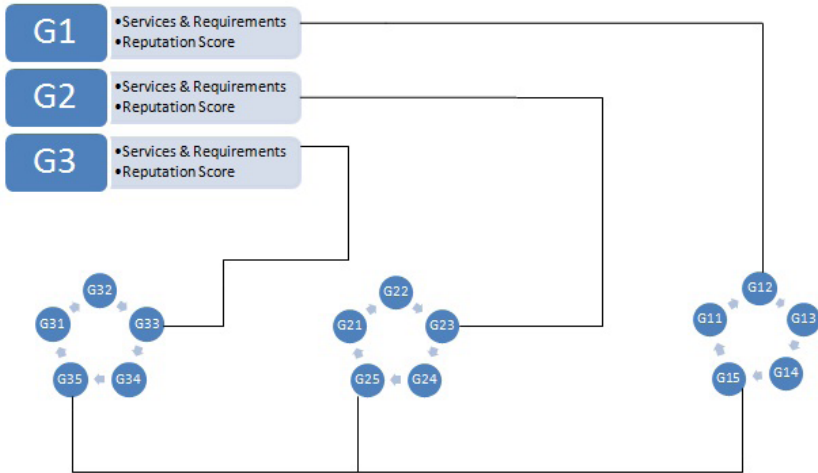 G1
•Services & Requirements
•Reputation Score
G2
•Services & Requirements
•Reputation Score
G3
•Services & Requirements
•Reputation Score
G32
G31
G33
G35
G34
G22
G21
G23
G25
G24
G12
G11
G13
G15
G14